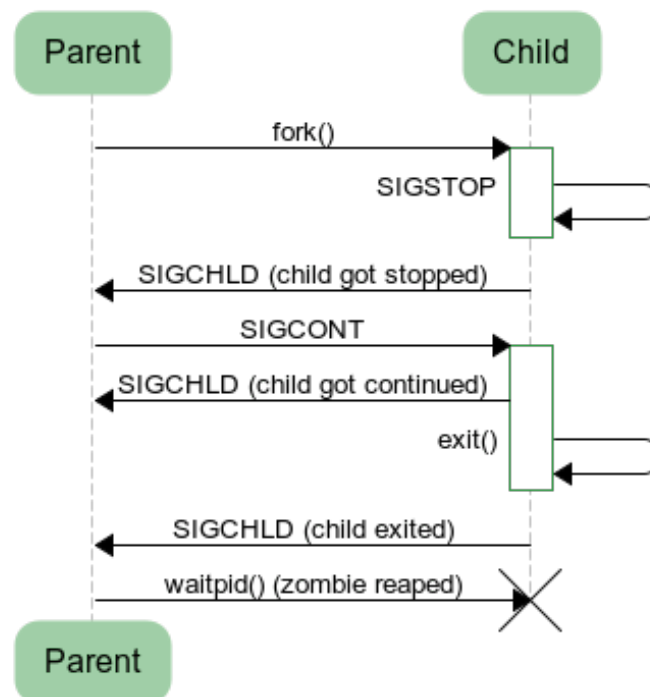 Parent
Child
fork()
SIGSTOP
SIGCHLD (child got stopped)
SIGCONT
SIGCHLD (child got continued)
exit()
SIGCHLD (child exited)
waitpid() (zombie reaped)
Parent